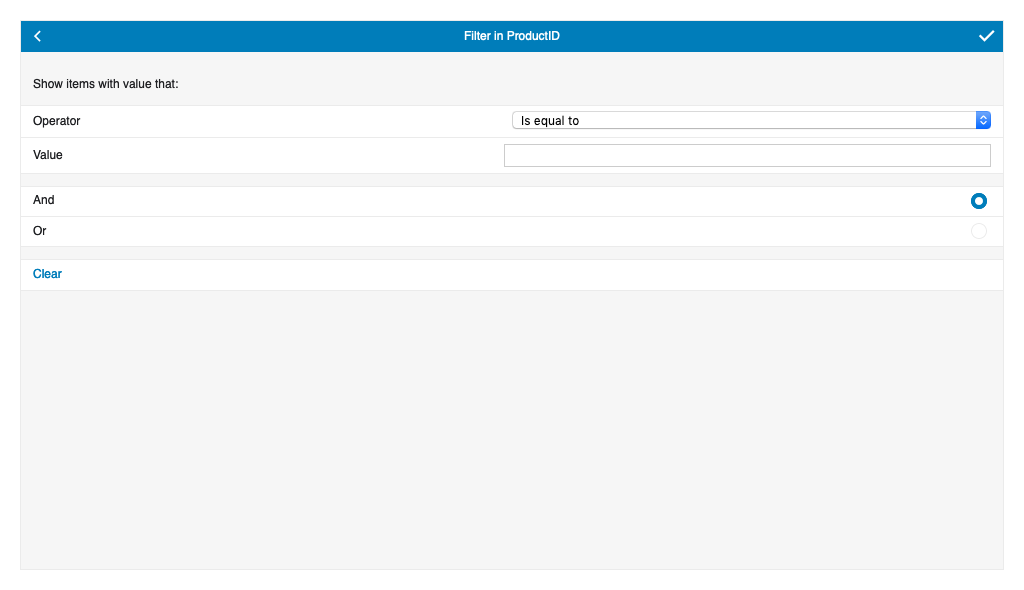 Filter in ProductID
Show items with value that:
Operator
Is equal to
Value
And
Or
Clear